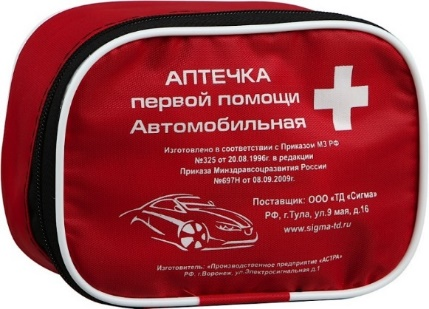 АПТЕЧКА
первой помощи
Автомобильная
Изготовлено в соответствии с Приказом МЗ РФ
№325 от 20.08.1996г. в редакции
Приказа Минздравсоцразвития России
№697Н от 08.09.2009г.
Поставщик: ООО «ТД «Сигма»
РФ, г.Тула, ул.9 мая, д.16
www.sigma-td.ru
Изготовитель: «Производственное предприятие «АСТРА»
РФ, г.Воронеж, ул.Электросигнальная д.1